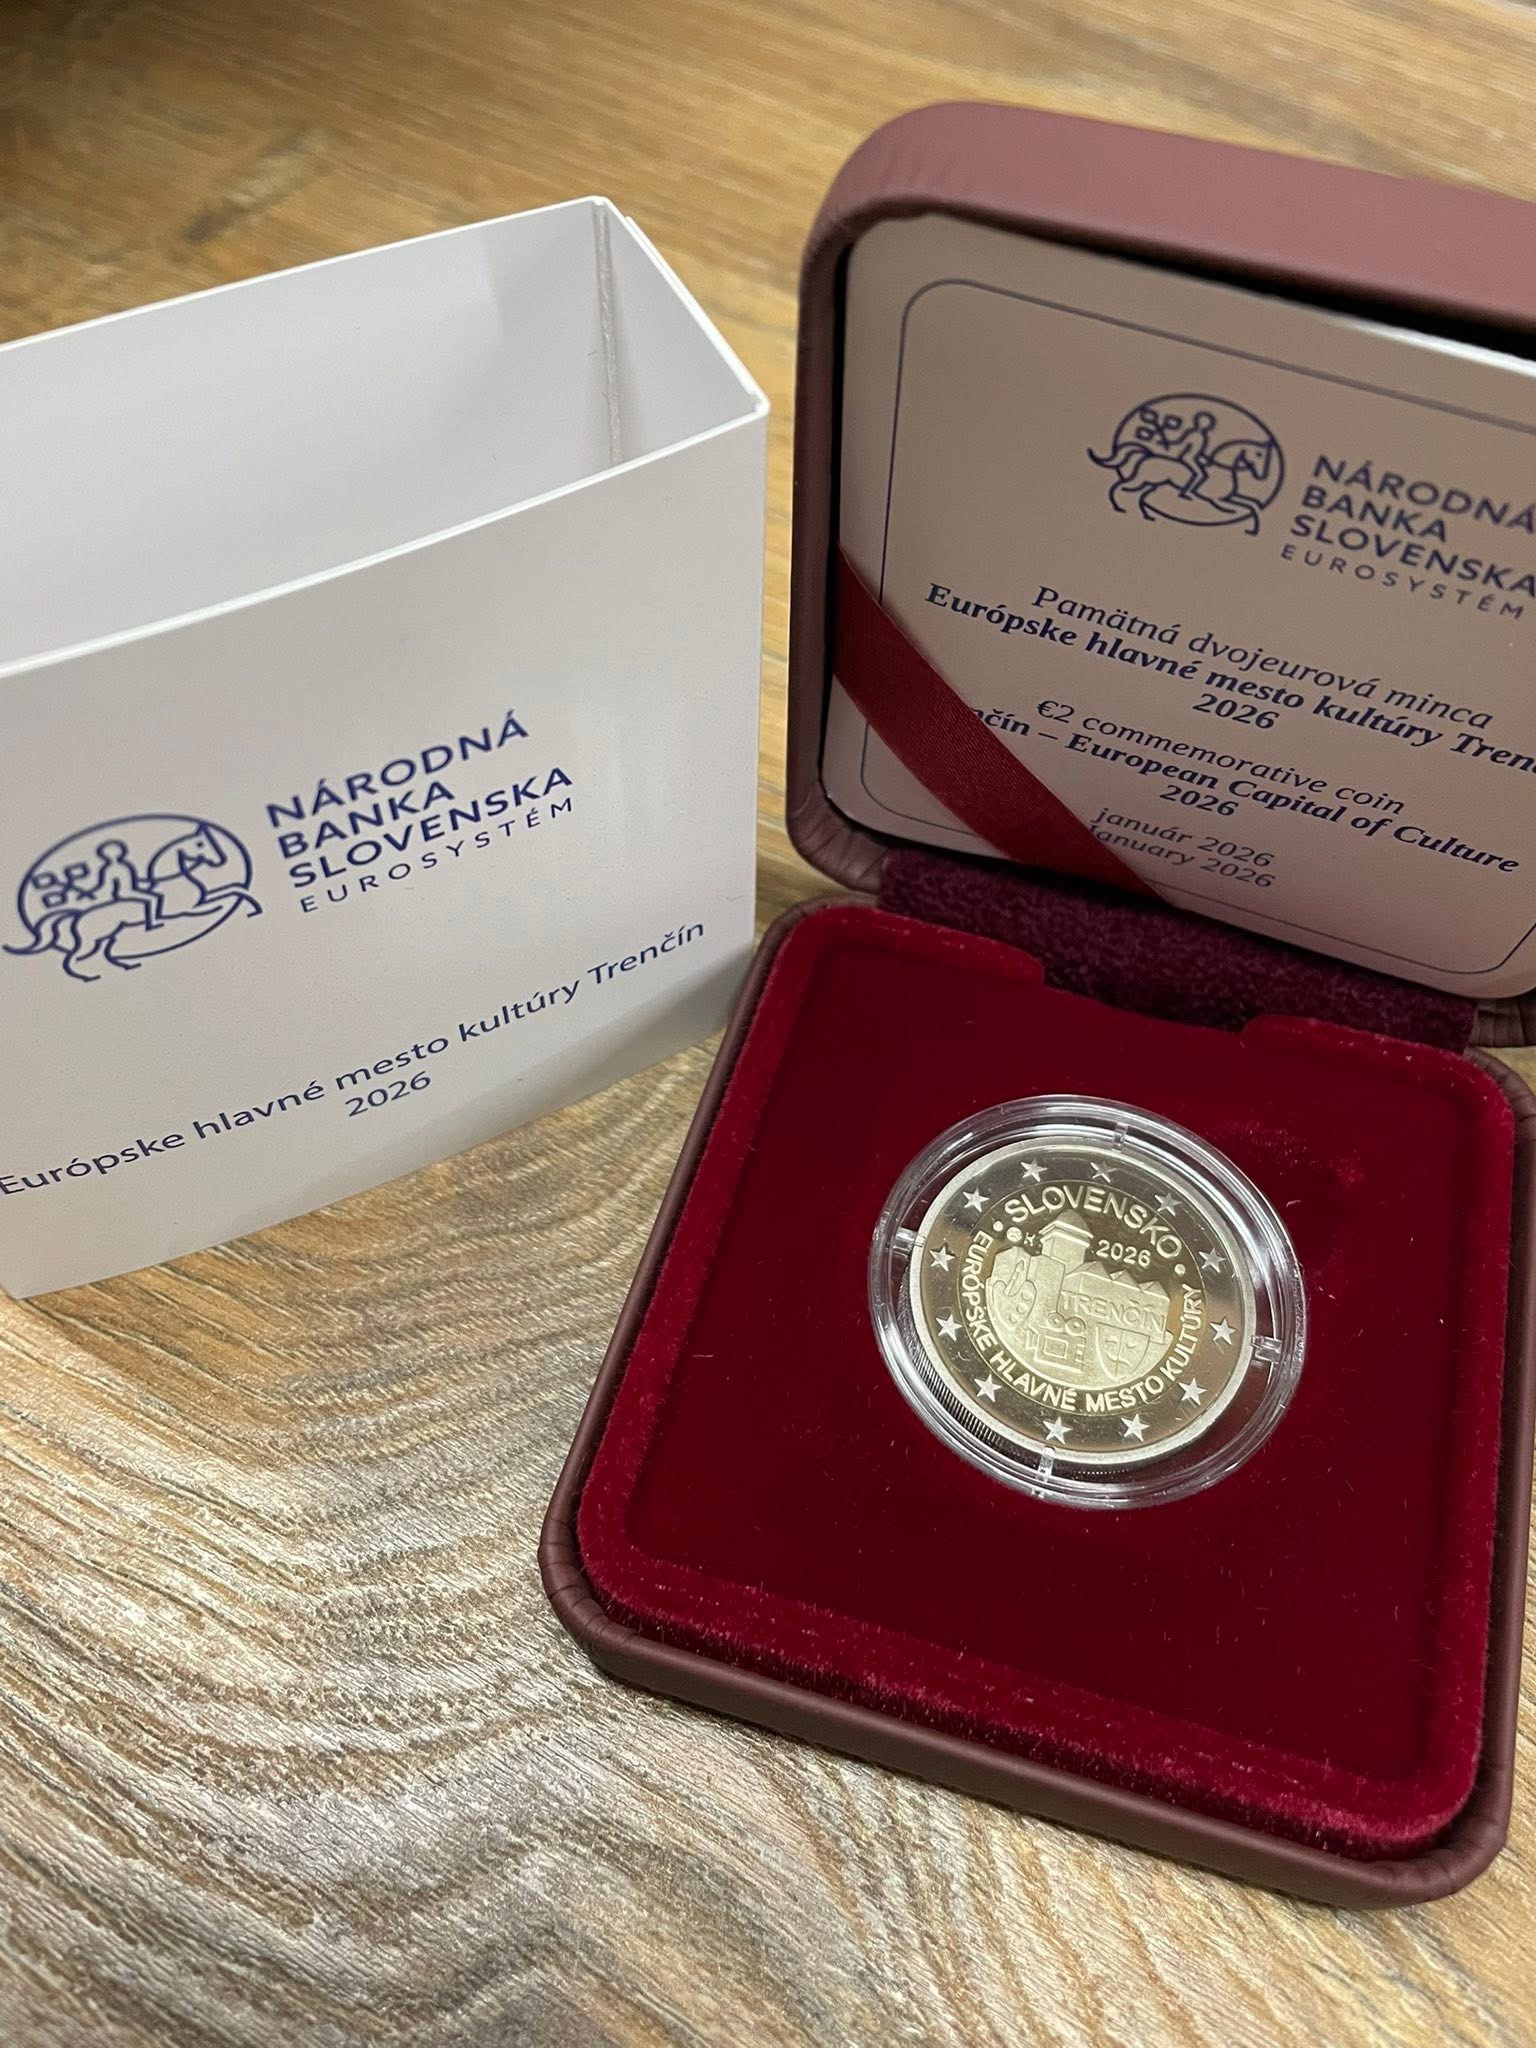 NÁRODNÁ
BANKA
SLOVENSKA
EUROSYSTÉM
Európske hlavné mesto kultúry Trenčín
2026
NÁRODNÁ
BANKA
SLOVENSKA
EUROSYSTÉM
Pamätná dvojeurová minca
Európske hlavné mesto kultúry
2026
€2 commemorative coin
– European Capital of Culture
2026
január 2026
January 2026
SLOVENSKO
2026
TRENČÍN
EURÓPSKE HLAVNÉ MESTO KULTÚRY